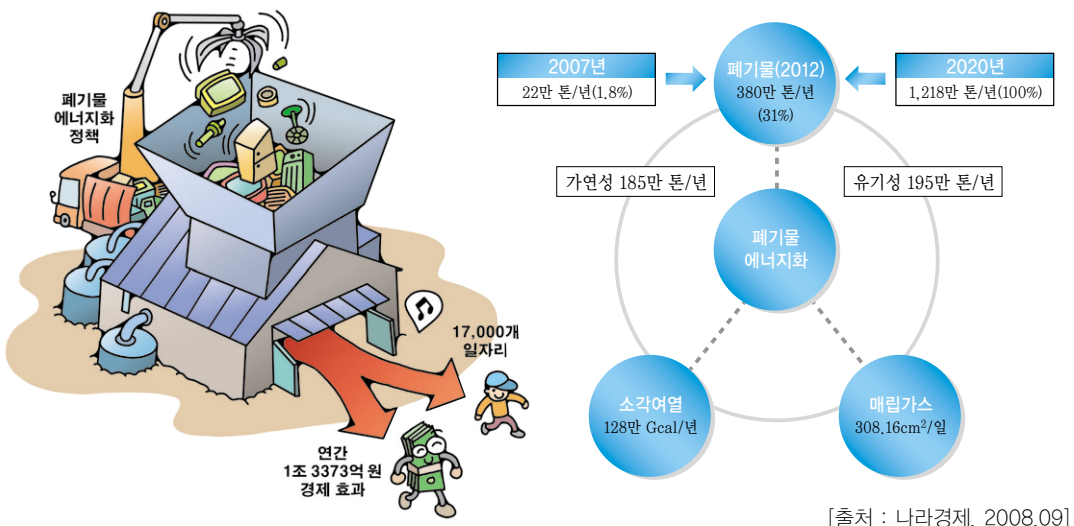 폐기물
에너지화
정책
17,000개
일자리
연간
1조 3373억 원
경제 효과
2007년
22만 톤/년(1.8%)
폐기물(2012)
380만 톤/년
(31%)
2020년
1,218만 톤/년(100%)
가연성 185만 톤/년
유기성 195만 톤/년
폐기물
에너지화
소각여열
128만 Gcal/년
매립가스
308.16cm²/일
[출처 : 나라경제, 2008.09]